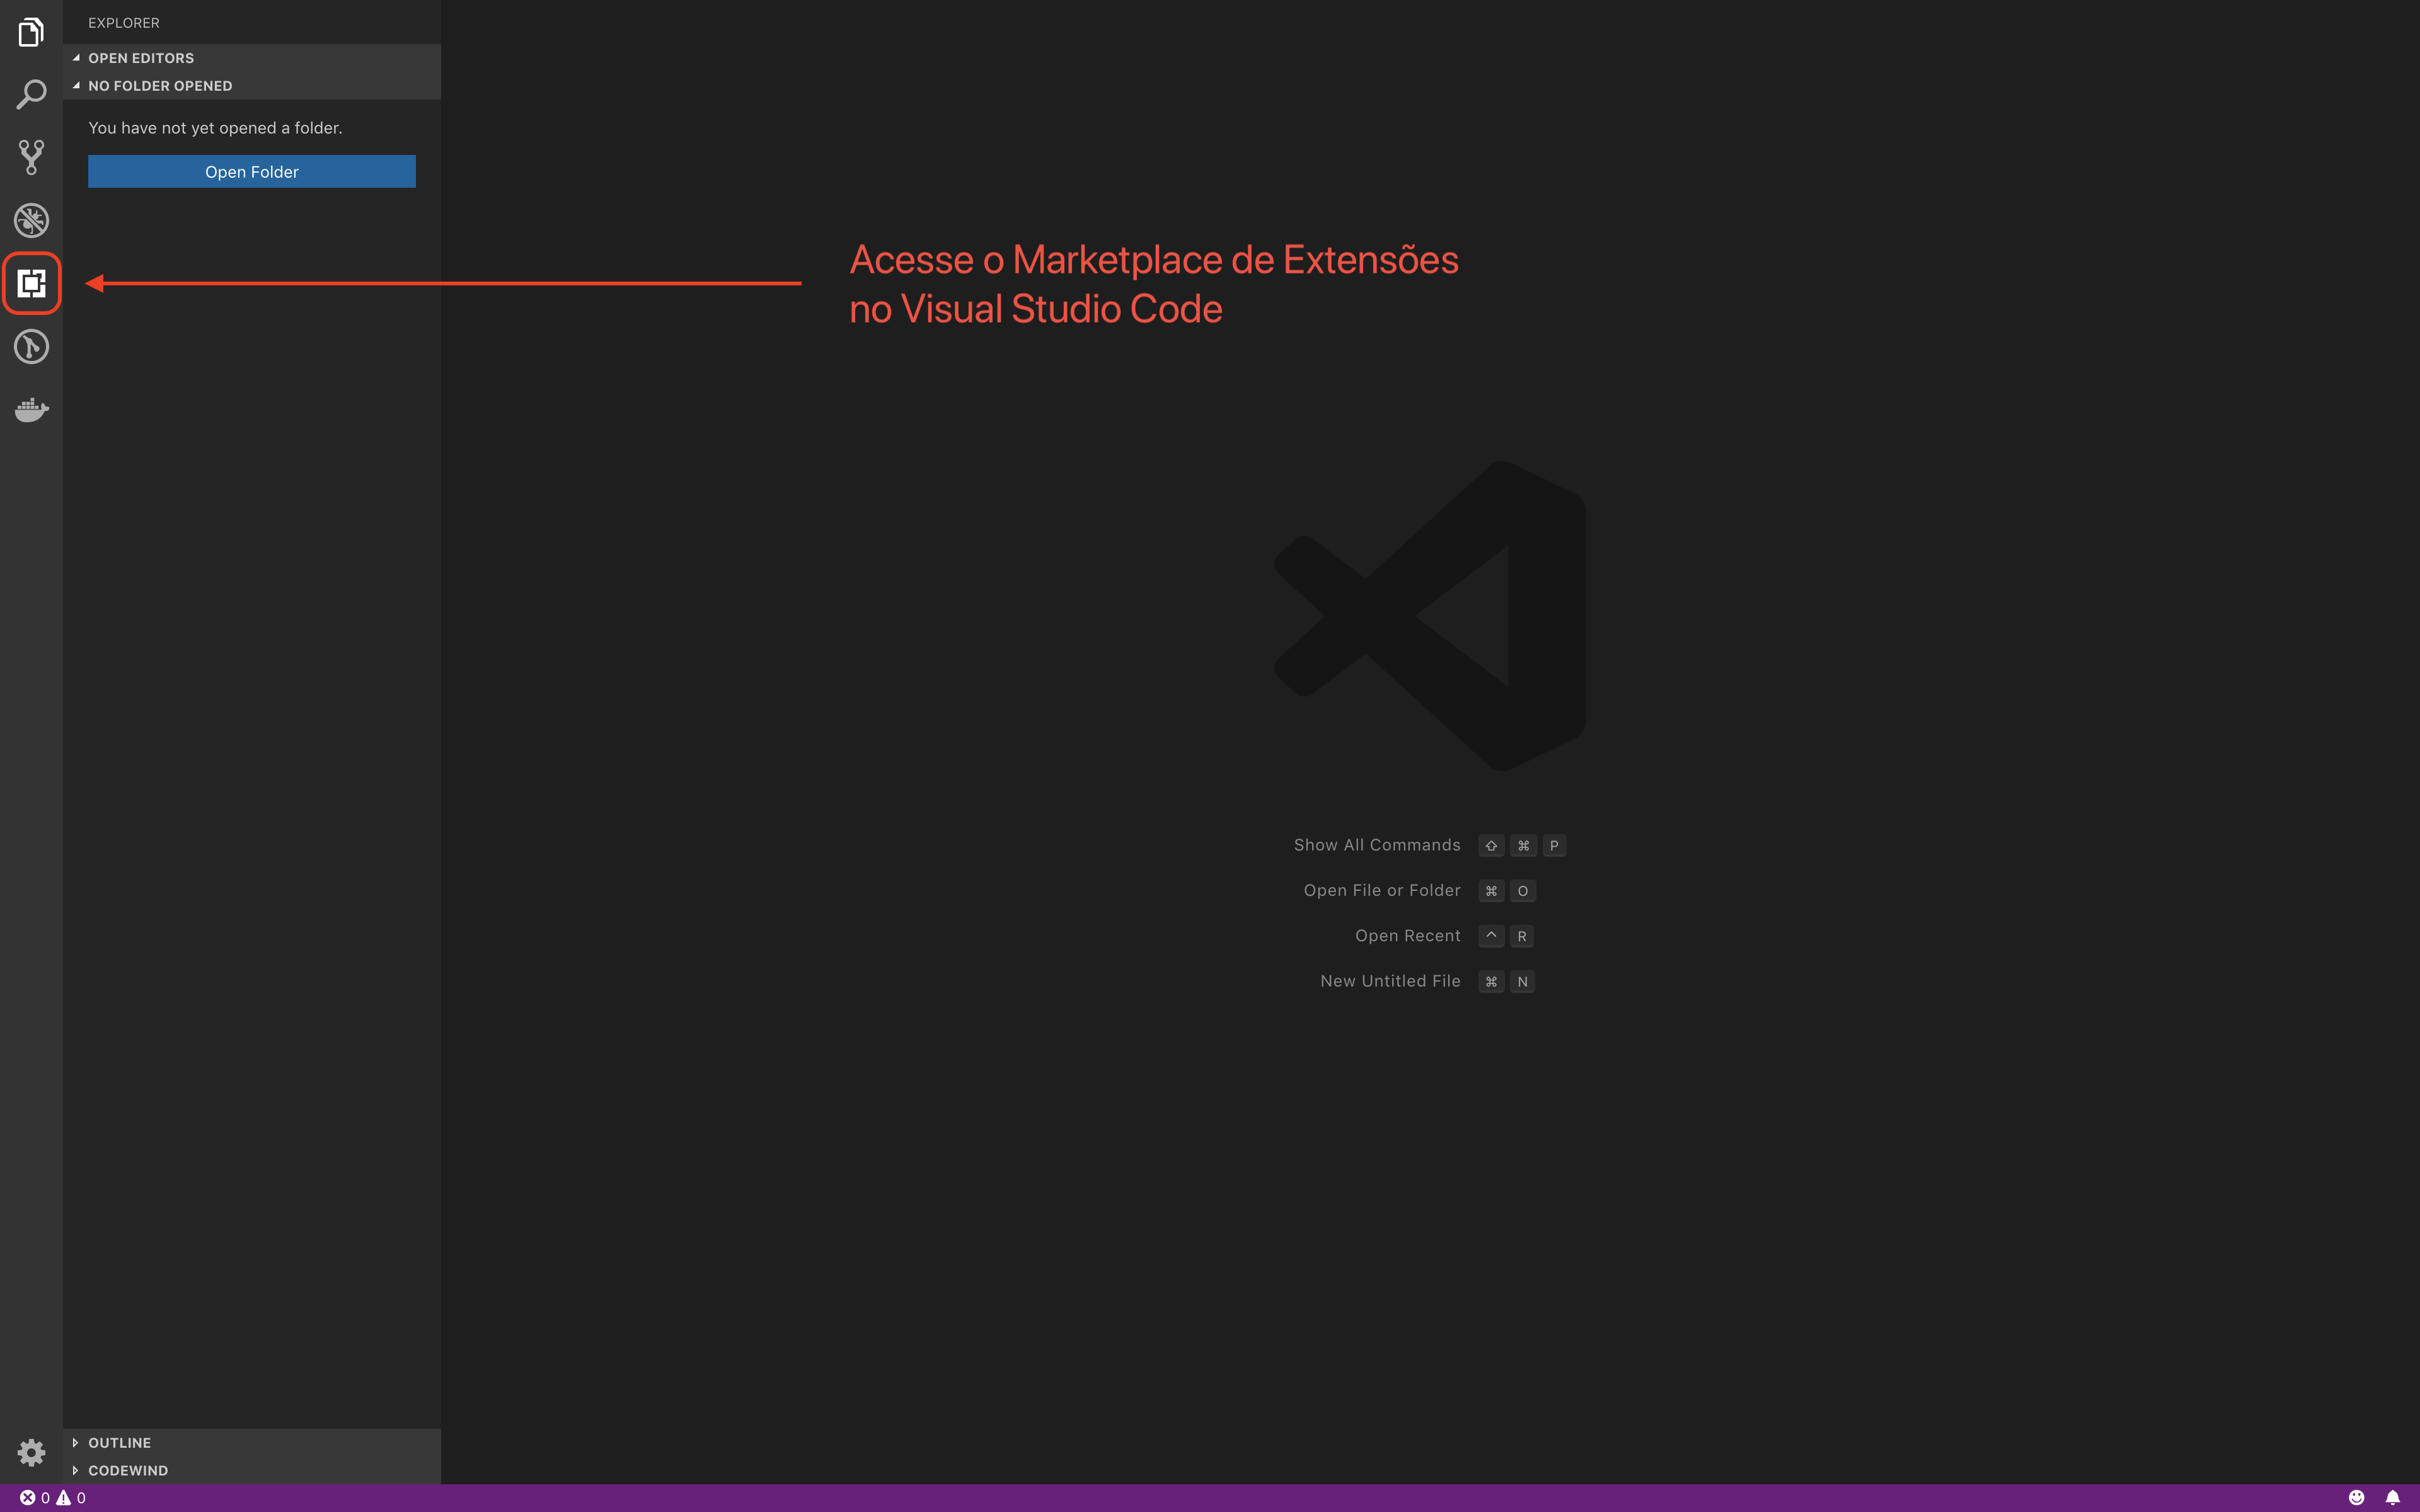 EXPLORER
OPEN EDITORS
NO FOLDER OPENED
You have not yet opened a folder.
Open Folder
Acesse o Marketplace de Extensões
no Visual Studio Code
Show All Commands ⇧ ⌘ P
Open File or Folder ⌘ O
Open Recent ^ R
New Untitled File ⌘ N
OUTLINE
CODEWIND
0 0